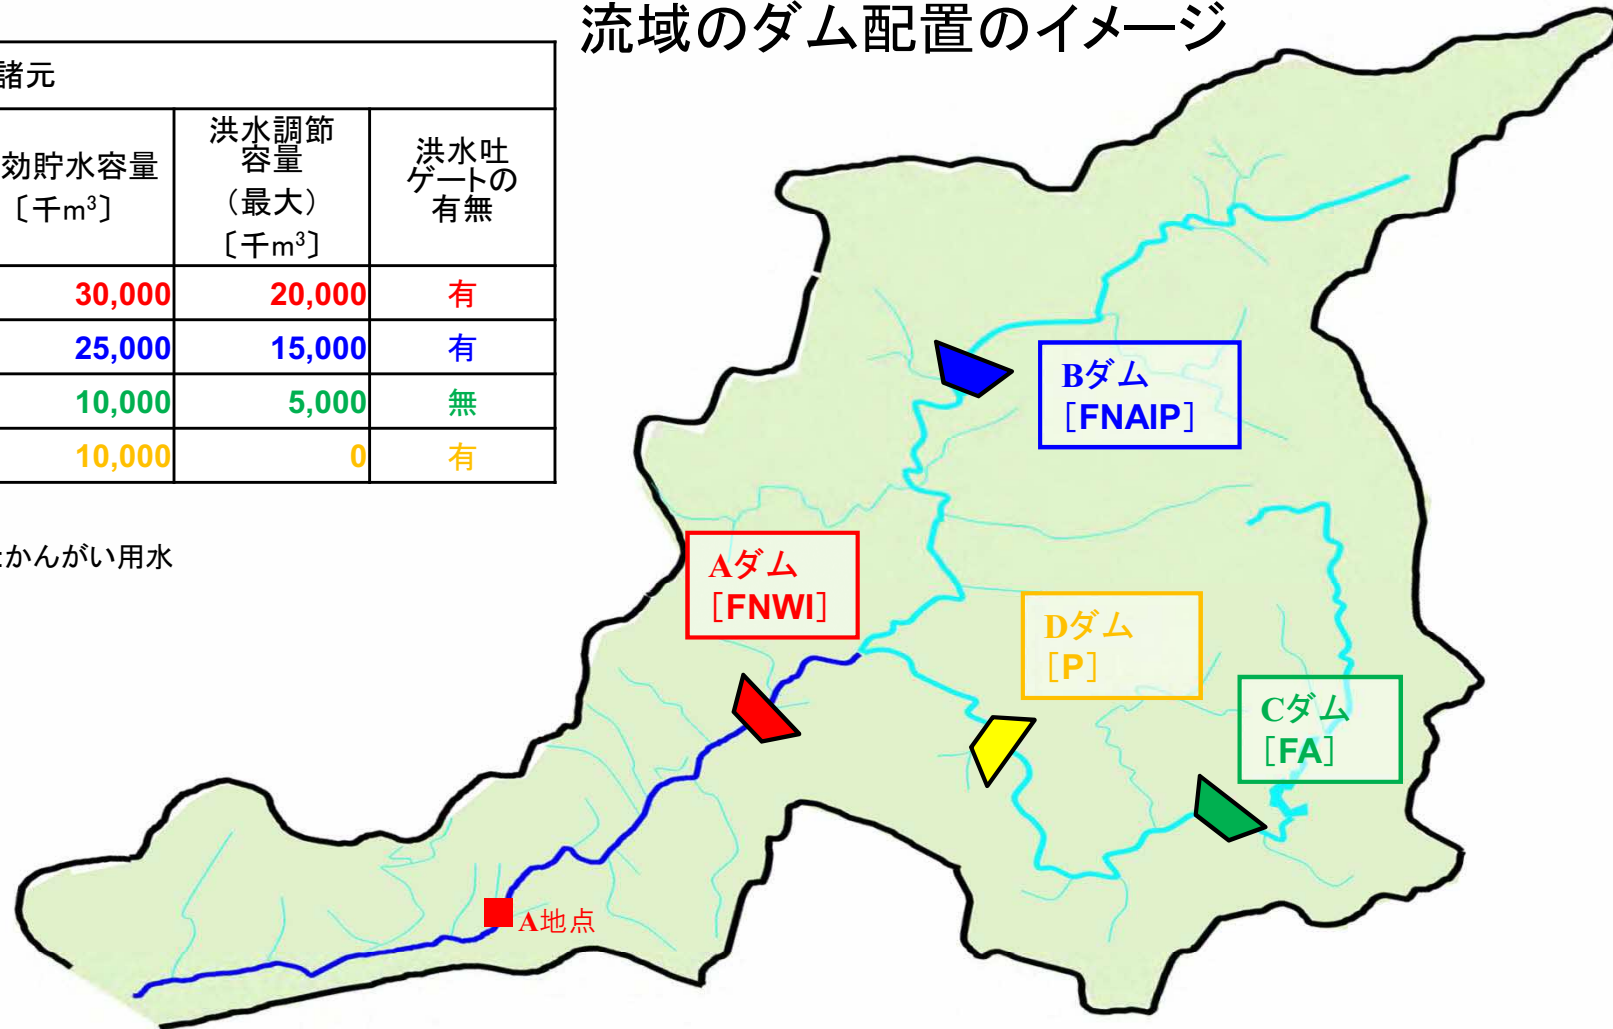 流域のダム配置のイメージ
諸元
効貯水容量
〔千m³〕
洪水調節
容量
(最大)
〔千m³〕
洪水吐
ゲートの
有無
30,000 20,000 有
25,000 15,000 有
10,000 5,000 無
10,000 0 有
かんがい用水
Bダム
[FNAIP]
Aダム
[FNWI]
Dダム
[P]
Cダム
[FA]
A地点